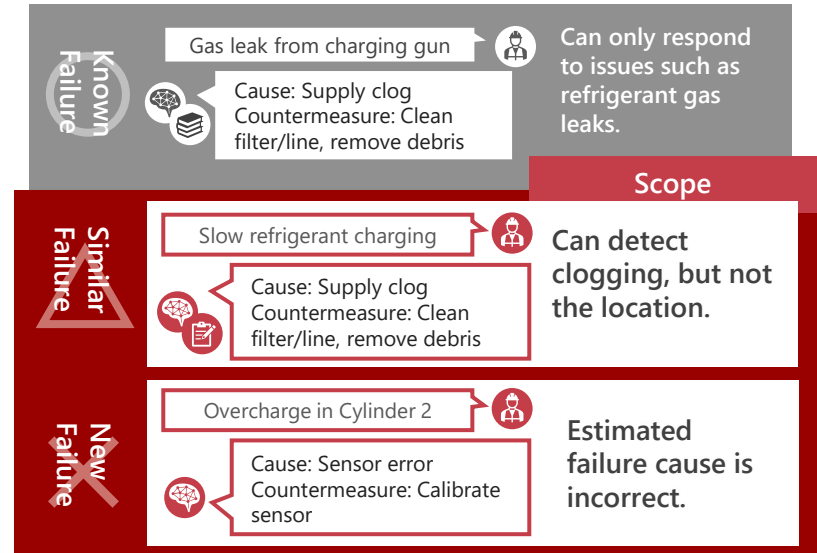 Known
Failure
Gas leak from charging gun
Cause: Supply clog
Countermeasure: Clean
filter/line, remove debris
Can only respond
to issues such as
refrigerant gas
leaks.
Scope
Similar
Failure
Slow refrigerant charging
Cause: Supply clog
Countermeasure: Clean
filter/line, remove debris
Can detect
clogging, but not
the location.
New
Failure
Overcharge in Cylinder 2
Cause: Sensor error
Countermeasure: Calibrate
sensor
Estimated
failure cause is
incorrect.